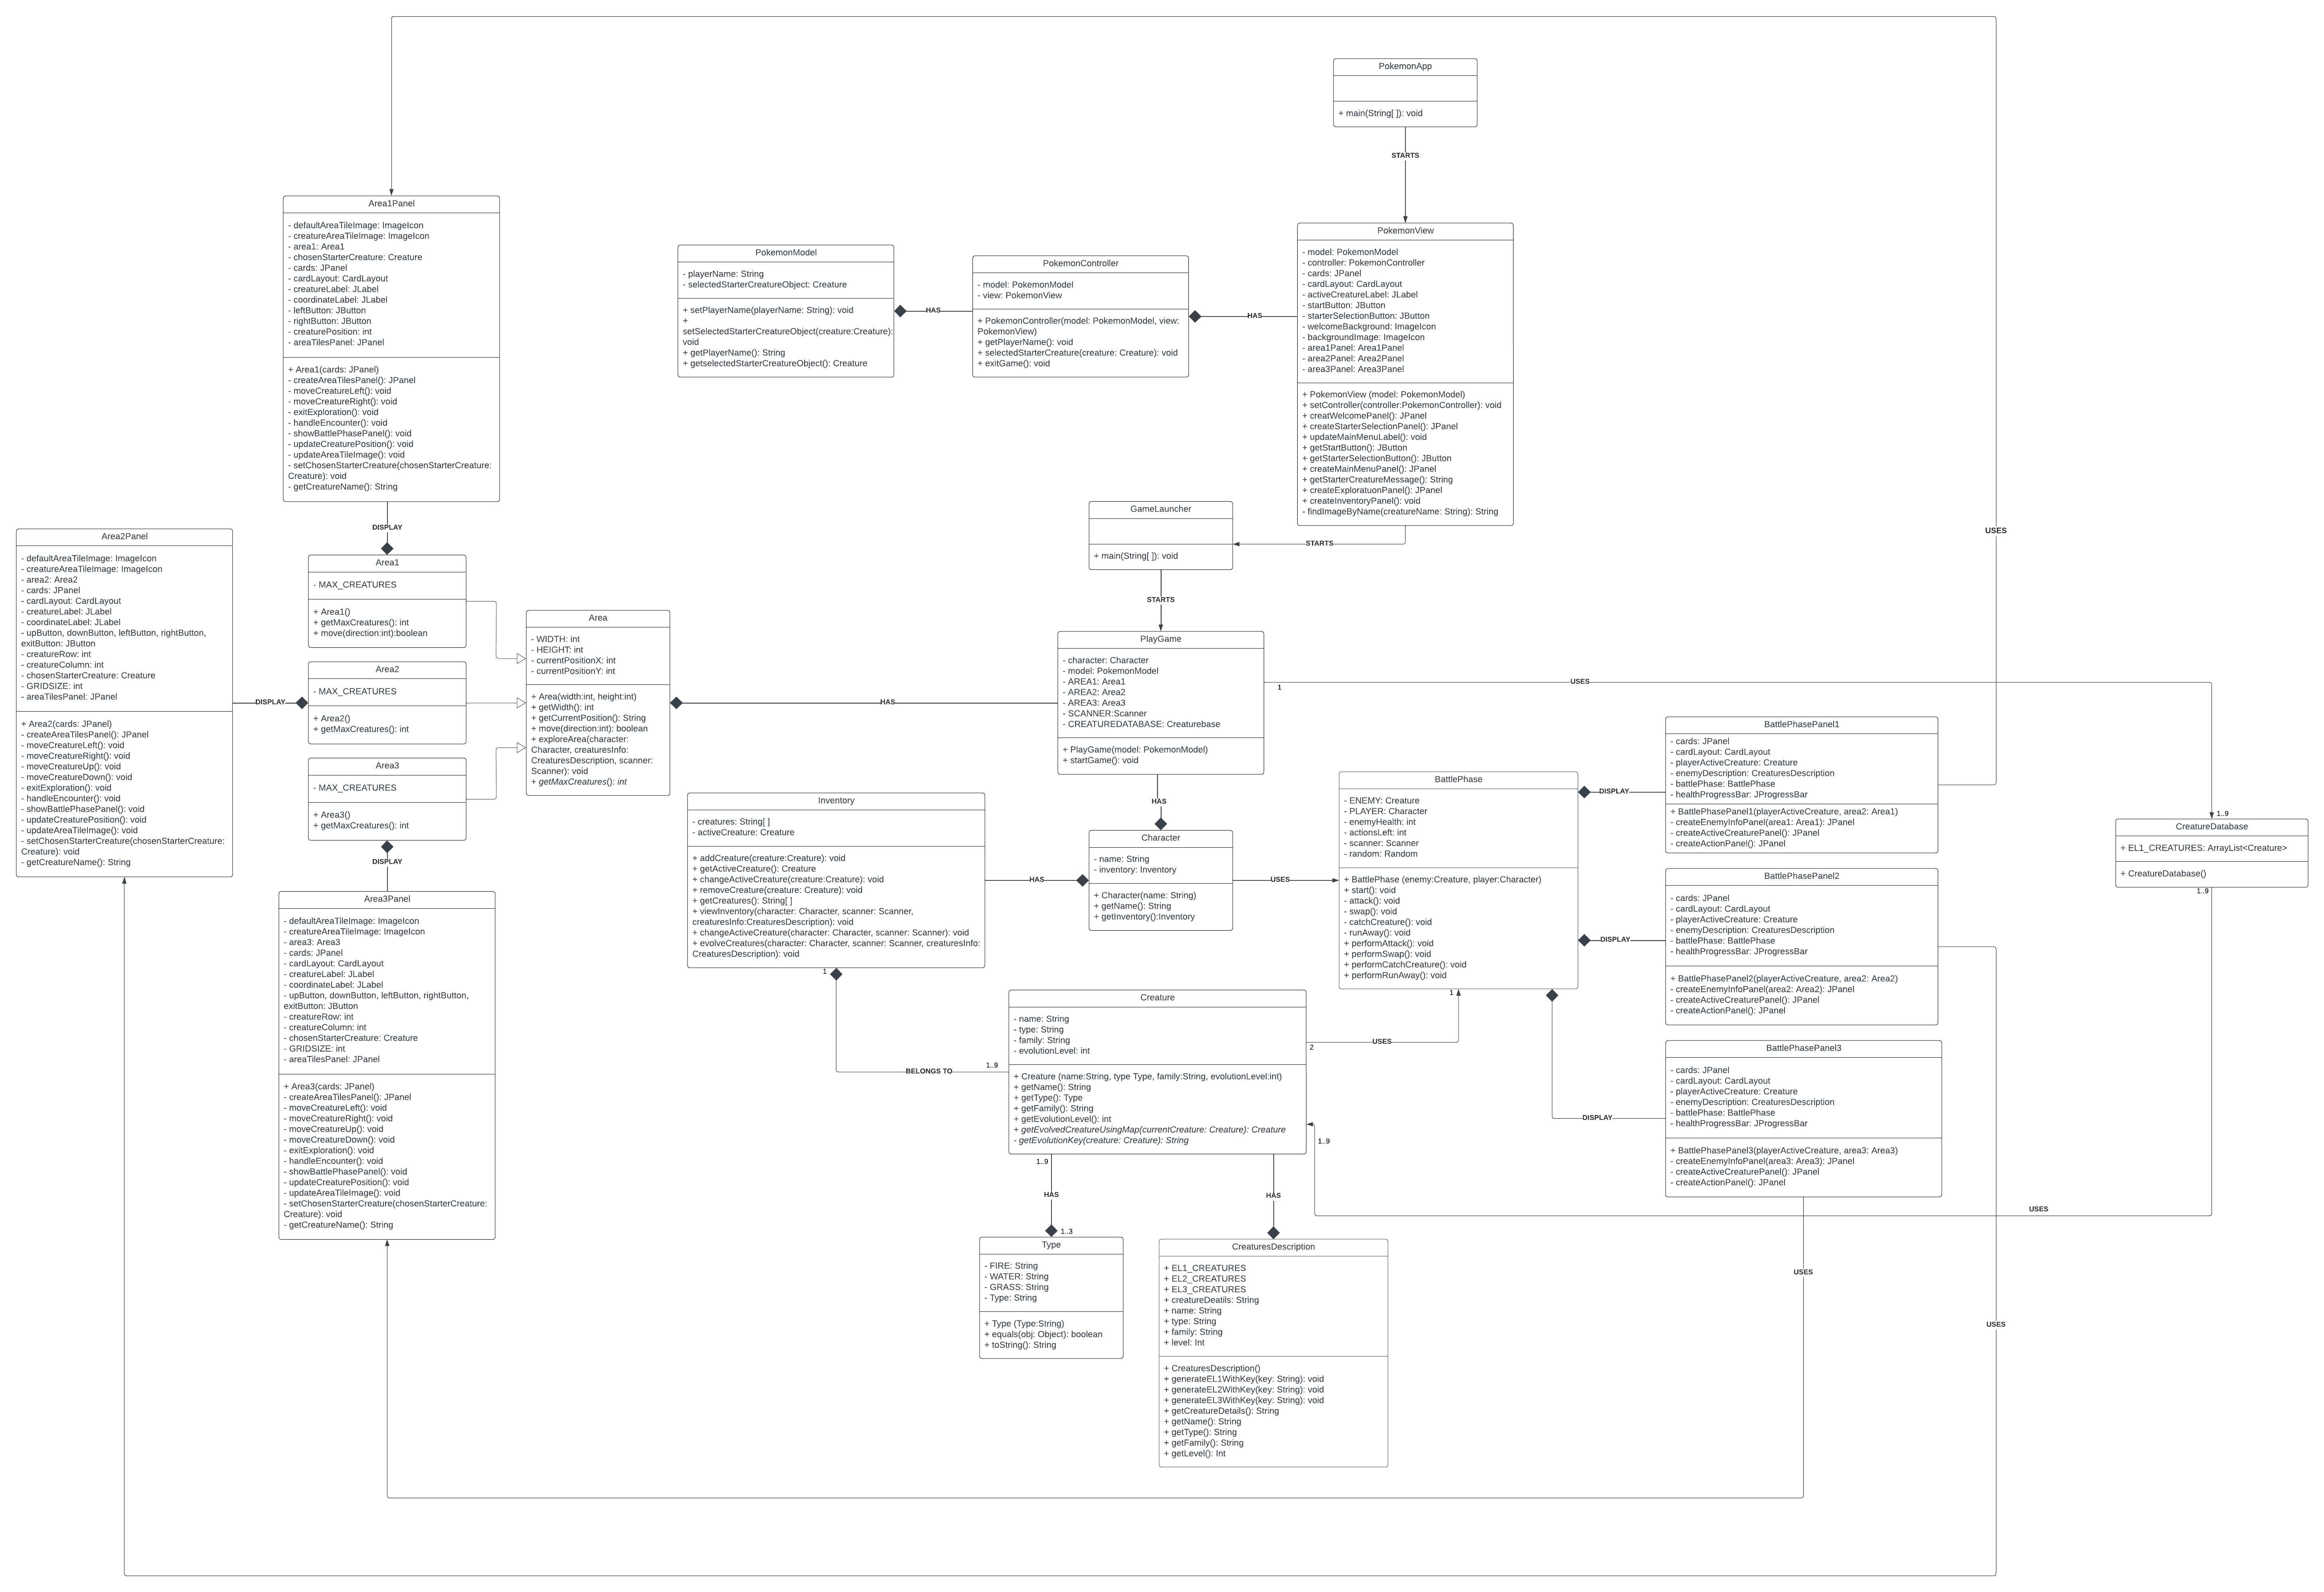 PokemonApp
+ main(String[ ]): void
STARTS
Area1Panel
- defaultAreaTileImage: ImageIcon
- creatureAreaTileImage: ImageIcon
- area1: Area1
- chosenStarterCreature: Creature
- cards: JPanel
- cardLayout: CardLayout
- creatureLabel: JLabel
- coordinateLabel: JLabel
- leftButton: JButton
- rightButton: JButton
- creaturePosition: int
- areaTilesPanel: JPanel
+ Area1(cards: JPanel)
- createAreaTilesPanel(): JPanel
- moveCreatureLeft(): void
- moveCreatureRight(): void
- exitExploration(): void
- handleEncounter(): void
- showBattlePhasePanel(): void
- updateCreaturePosition(): void
- updateAreaTileImage(): void
- setChosenStarterCreature(chosenStarterCreature:
Creature): void
- getCreatureName(): String
PokemonModel
- playerName: String
- selectedStarterCreatureObject: Creature
+ setPlayerName(playerName: String): void
+
setSelectedStarterCreatureObject(creature:Creature):
void
+ getPlayerName(): String
+ getselectedStarterCreatureObject(): Creature
HAS
PokemonController
- model: PokemonModel
- view: PokemonView
+ PokemonController(model: PokemonModel, view:
PokemonView)
+ getPlayerName(): void
+ selectedStarterCreature(creature: Creature): void
+ exitGame(): void
HAS
PokemonView
- model: PokemonModel
- controller: PokemonController
- cards: JPanel
- cardLayout: CardLayout
- activeCreatureLabel: JLabel
- startButton: JButton
- starterSelectionButton: JButton
- welcomeBackground: ImageIcon
- backgroundImage: ImageIcon
- area1Panel: Area1Panel
- area2Panel: Area2Panel
- area3Panel: Area3Panel
+ PokemonView (model: PokemonModel)
+ setController(controller:PokemonController): void
+ creatWelcomePanel(): JPanel
+ createStarterSelectionPanel(): JPanel
+ updateMainMenuLabel(): void
+ getStartButton(): JButton
+ getStarterSelectionButton(): JButton
+ createMainMenuPanel(): JPanel
+ getStarterCreatureMessage(): String
+ createExploratuonPanel(): JPanel
+ createInventoryPanel(): void
- findImageByName(creatureName: String): String
GameLauncher
+ main(String[ ]): void
STARTS
STARTS
USES
DISPLAY
Area2Panel
- defaultAreaTileImage: ImageIcon
- creatureAreaTileImage: ImageIcon
- area2: Area2
- cards: JPanel
- cardLayout: CardLayout
- creatureLabel: JLabel
- coordinateLabel: JLabel
- upButton, downButton, leftButton, rightButton,
exitButton: JButton
- creatureRow: int
- creatureColumn: int
- chosenStarterCreature: Creature
- GRIDSIZE: int
- areaTilesPanel: JPanel
+ Area2(cards: JPanel)
- createAreaTilesPanel(): JPanel
- moveCreatureLeft(): void
- moveCreatureRight(): void
- moveCreatureUp(): void
- moveCreatureDown(): void
- exitExploration(): void
- handleEncounter(): void
- showBattlePhasePanel(): void
- updateCreaturePosition(): void
- updateAreaTileImage(): void
- setChosenStarterCreature(chosenStarterCreature:
Creature): void
- getCreatureName(): String
DISPLAY
Area1
- MAX_CREATURES
+ Area1()
+ getMaxCreatures(): int
+ move(direction:int):boolean
Area2
- MAX_CREATURES
+ Area2()
+ getMaxCreatures(): int
Area3
- MAX_CREATURES
+ Area3()
+ getMaxCreatures(): int
DISPLAY
Area
- WIDTH: int
- HEIGHT: int
- currentPositionX: int
- currentPositionY: int
+ Area(width:int, height:int)
+ getWidth(): int
+ getCurrentPosition(): String
+ move(direction:int): boolean
+ exploreArea(character:
Character, creaturesInfo:
CreaturesDescription, scanner:
Scanner): void
+ getMaxCreatures(): int
HAS
PlayGame
- character: Character
- model: PokemonModel
- AREA1: Area1
- AREA2: Area2
- AREA3: Area3
- SCANNER:Scanner
- CREATUREDATABASE: Creaturebase
+ PlayGame(model: PokemonModel)
+ startGame(): void
1
USES
1..9
HAS
Area3Panel
- defaultAreaTileImage: ImageIcon
- creatureAreaTileImage: ImageIcon
- area3: Area3
- cards: JPanel
- cardLayout: CardLayout
- creatureLabel: JLabel
- coordinateLabel: JLabel
- upButton, downButton, leftButton, rightButton,
exitButton: JButton
- creatureRow: int
- creatureColumn: int
- chosenStarterCreature: Creature
- GRIDSIZE: int
- areaTilesPanel: JPanel
+ Area3(cards: JPanel)
- createAreaTilesPanel(): JPanel
- moveCreatureLeft(): void
- moveCreatureRight(): void
- moveCreatureUp(): void
- moveCreatureDown(): void
- exitExploration(): void
- handleEncounter(): void
- showBattlePhasePanel(): void
- updateCreaturePosition(): void
- updateAreaTileImage(): void
- setChosenStarterCreature(chosenStarterCreature:
Creature): void
- getCreatureName(): String
Inventory
- creatures: String[ ]
- activeCreature: Creature
+ addCreature(creature:Creature): void
+ getActiveCreature(): Creature
+ changeActiveCreature(creature:Creature): void
+ removeCreature(creature: Creature): void
+ getCreatures(): String[ ]
+ viewInventory(character: Character, scanner: Scanner,
creaturesInfo:CreaturesDescription): void
+ changeActiveCreature(character: Character, scanner: Scanner): void
+ evolveCreatures(character: Character, scanner: Scanner, creaturesInfo:
CreaturesDescription): void
1
HAS
Character
- name: String
- inventory: Inventory
+ Character(name: String)
+ getName(): String
+ getInventory():Inventory
USES
BattlePhase
- ENEMY: Creature
- PLAYER: Character
- enemyHealth: int
- actionsLeft: int
- scanner: Scanner
- random: Random
+ BattlePhase (enemy:Creature, player:Character)
+ start(): void
- attack(): void
- swap(): void
- catchCreature(): void
- runAway(): void
+ performAttack(): void
+ performSwap(): void
+ performCatchCreature(): void
+ performRunAway(): void
1
DISPLAY
DISPLAY
DISPLAY
BattlePhasePanel1
- cards: JPanel
- cardLayout: CardLayout
- playerActiveCreature: Creature
- enemyDescription: CreaturesDescription
- battlePhase: BattlePhase
- healthProgressBar: JProgressBar
+ BattlePhasePanel1(playerActiveCreature, area2: Area1)
- createEnemyInfoPanel(area1: Area1): JPanel
- createActiveCreaturePanel(): JPanel
- createActionPanel(): JPanel
BattlePhasePanel2
- cards: JPanel
- cardLayout: CardLayout
- playerActiveCreature: Creature
- enemyDescription: CreaturesDescription
- battlePhase: BattlePhase
- healthProgressBar: JProgressBar
+ BattlePhasePanel2(playerActiveCreature, area2: Area2)
- createEnemyInfoPanel(area2: Area2): JPanel
- createActiveCreaturePanel(): JPanel
- createActionPanel(): JPanel
BattlePhasePanel3
- cards: JPanel
- cardLayout: CardLayout
- playerActiveCreature: Creature
- enemyDescription: CreaturesDescription
- battlePhase: BattlePhase
- healthProgressBar: JProgressBar
+ BattlePhasePanel3(playerActiveCreature, area3: Area3)
- createEnemyInfoPanel(area3: Area3): JPanel
- createActiveCreaturePanel(): JPanel
- createActionPanel(): JPanel
CreatureDatabase
+ EL1_CREATURES: ArrayList<Creature>
+ CreatureDatabase()
1..9
BELONGS TO
1..9
Creature
- name: String
- type: String
- family: String
- evolutionLevel: int
+ Creature (name:String, type Type, family:String, evolutionLevel:int)
+ getName(): String
+ getType(): Type
+ getFamily(): String
+ getEvolutionLevel(): int
+ getEvolvedCreatureUsingMap(currentCreature: Creature): Creature
- getEvolutionKey(creature: Creature): String
2
USES
1..9
USES
1..9
HAS
1..3
HAS
Type
- FIRE: String
- WATER: String
- GRASS: String
- Type: String
+ Type (Type:String)
+ equals(obj: Object): boolean
+ toString(): String
CreaturesDescription
+ EL1_CREATURES
+ EL2_CREATURES
+ EL3_CREATURES
+ creatureDeatils: String
+ name: String
+ type: String
+ family: String
+ level: Int
+ CreaturesDescription()
+ generateEL1WithKey(key: String): void
+ generateEL2WithKey(key: String): void
+ generateEL3WithKey(key: String): void
+ getCreatureDetails(): String
+ getName(): String
+ getType(): String
+ getFamily(): String
+ getLevel(): Int
USES
USES